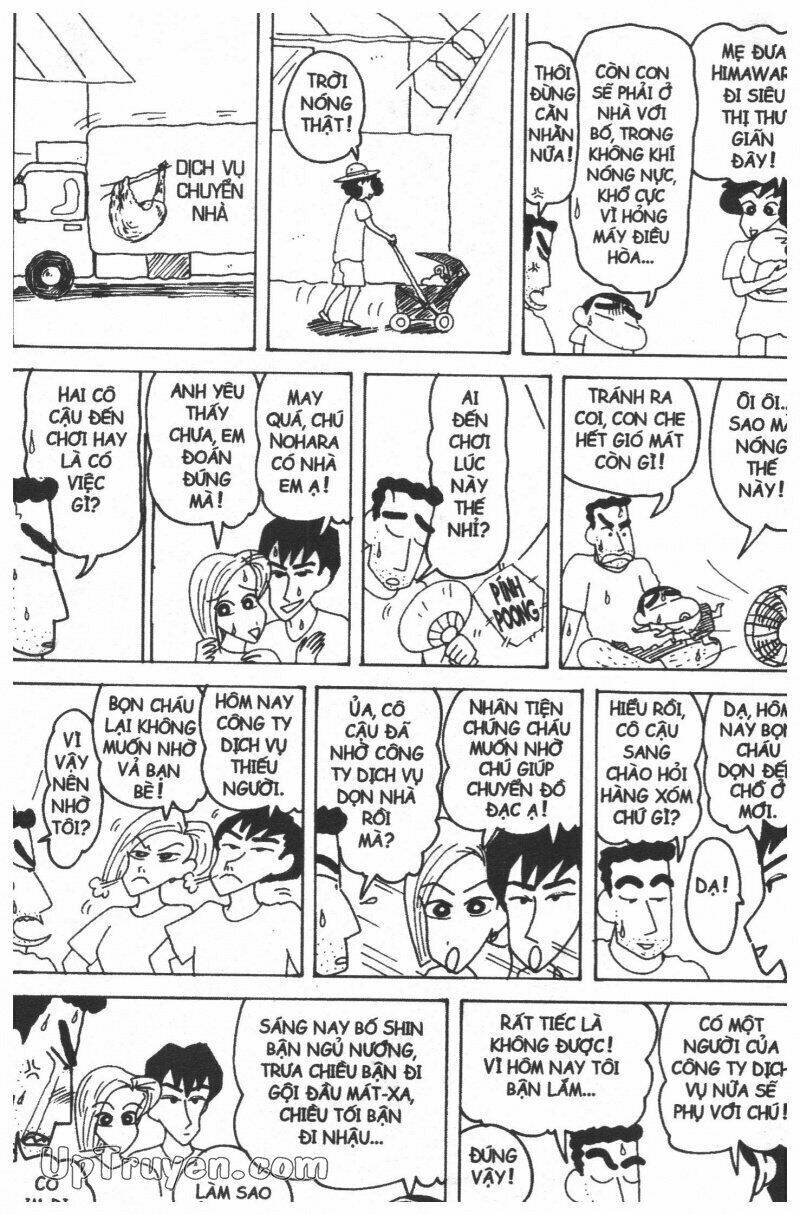 MẸ ĐƯA
HIMAWAR
ĐI SIÊU
THỊ THƯ
GIÃN
ĐÂY!
CÒN CON
SẼ PHẢI Ở
NHÀ VỚI
BỐ, TRONG
KHÔNG KHÍ
NÓNG NỰC,
KHỔ CỰC
VÌ HỎNG
MÁY ĐIỀU
HÒA...
THÔI
ĐỪNG
CẰN
NHẰN
NỮA!
TRỜI
NÓNG
THẬT!
DỊCH VỤ
CHUYỂN
NHÀ
ÔI ÔI..
SAO MÀ
NÓNG
THẾ
NÀY!
TRÁNH RA
COI, CON CHE
HẾT GIÓ MÁT
CÒN GÌ!
AI
ĐẾN
CHƠI
LÚC
NÀY
THẾ
NHỈ?
PÍNH
POONG
MAY
QUÁ, CHÚ
NOHARA
CÓ NHÀ
EM Ạ!
ANH YÊU
THẤY
CHƯA, EM
ĐOÁN
ĐÚNG
MÀ!
HAI CÔ
CẬU ĐẾN
CHƠI HAY
LÀ CÓ
VIỆC
GÌ?
DẠ, HÔM
NAY BỌN
CHÁU
DỌN ĐẾN
CHỖ Ở
MỚI.
HIỂU RỒI,
CÔ CẬU
SANG
CHÀO HỎI
HÀNG XÓM
CHỨ GÌ?
DẠ!
NHÂN TIỆN
CHÚNG CHÁU
MUỐN NHỜ
CHÚ GIÚP
CHUYỂN ĐỒ
ĐẠC Ạ!
ỦA, CÔ
CẬU ĐÃ
NHỜ CÔNG
TY DỊCH VỤ
DỌN NHÀ
RỒI
MÀ?
HÔM NAY
CÔNG TY
DỊCH VỤ
THIẾU
NGƯỜI.
BỌN CHÁU
LẠI KHÔNG
MUỐN NHỜ
VẢ BẠN
BÈ!
VÌ
VẬY
NÊN
NHỜ
TÔI?
CÓ MỘT
NGƯỜI CỦA
CÔNG TY DỊCH
VỤ NỮA SẼ
PHỤ VỚI CHÚ!
RẤT TIẾC LÀ
KHÔNG ĐƯỢC!
VÌ HÔM NAY TÔI
BẬN LẮM...
ĐÚNG
VẬY!
SÁNG NAY BỐ SHIN
BẬN NGỦ NƯỚNG,
TRƯA CHIỀU BẬN ĐI
GỘI ĐẦU MÁT-XA,
CHIỀU TỐI BẬN
ĐI NHẬU...
LÀM SAO
UpTruyen.com